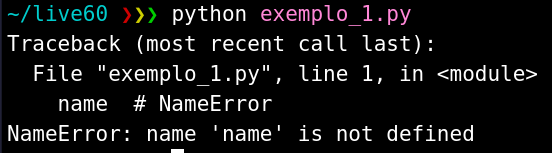 ~/live60 ❯❯❯ python exemplo_1.py
Traceback (most recent call last):
  File "exemplo_1.py", line 1, in <module>
    name  # NameError
NameError: name 'name' is not defined